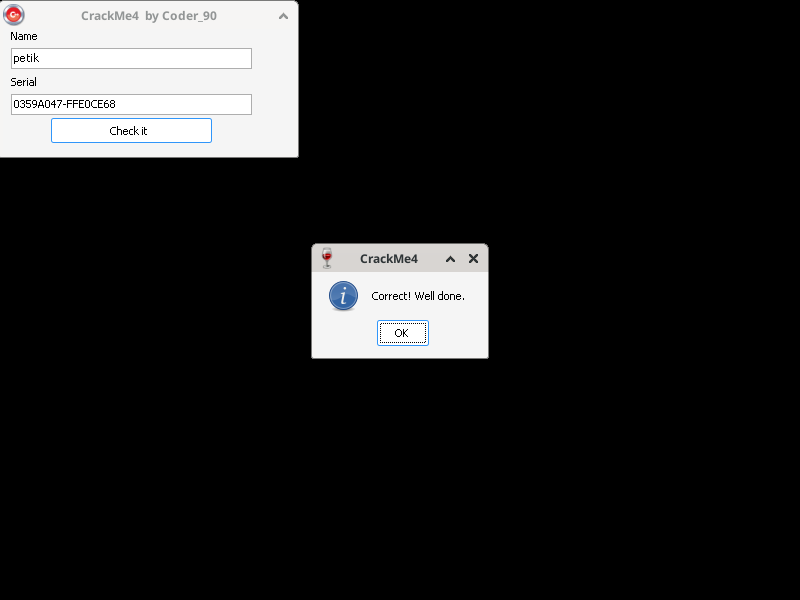 CrackMe4 by Coder_90
Name
petik
Serial
0359A047-FFE0CE68
Check it
CrackMe4
Correct! Well done.
OK